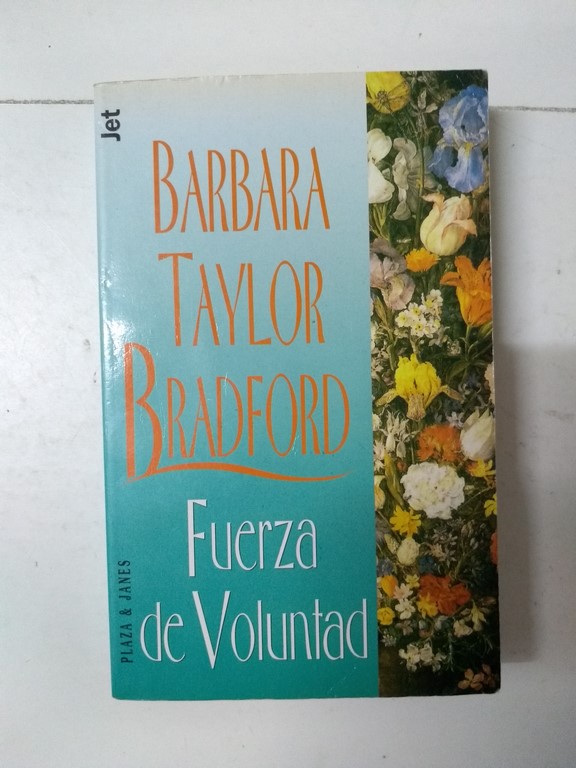 Jet
BARBARA
TAYLOR
BRADFORD
Fuerza
de Voluntad
PLAZA & JANES